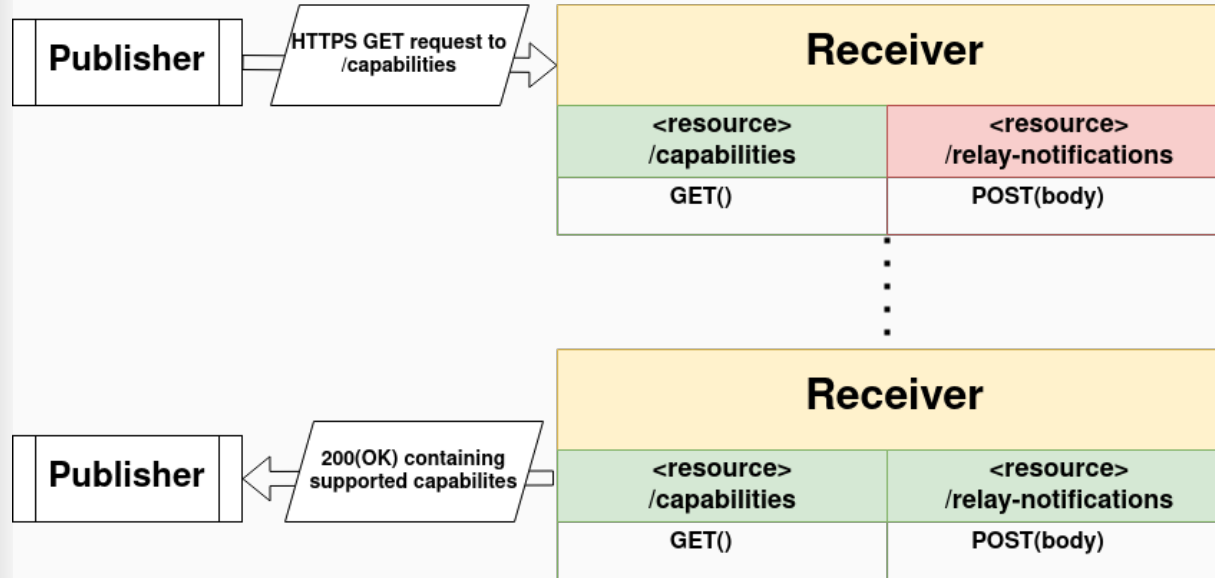 Publisher
HTTPS GET request to
/capabilities
Receiver
<resource>
/capabilities
<resource>
/relay-notifications
GET()
POST(body)
Receiver
Publisher
200(OK) containing
supported capabilites
<resource>
/capabilities
<resource>
/relay-notifications
GET()
POST(body)